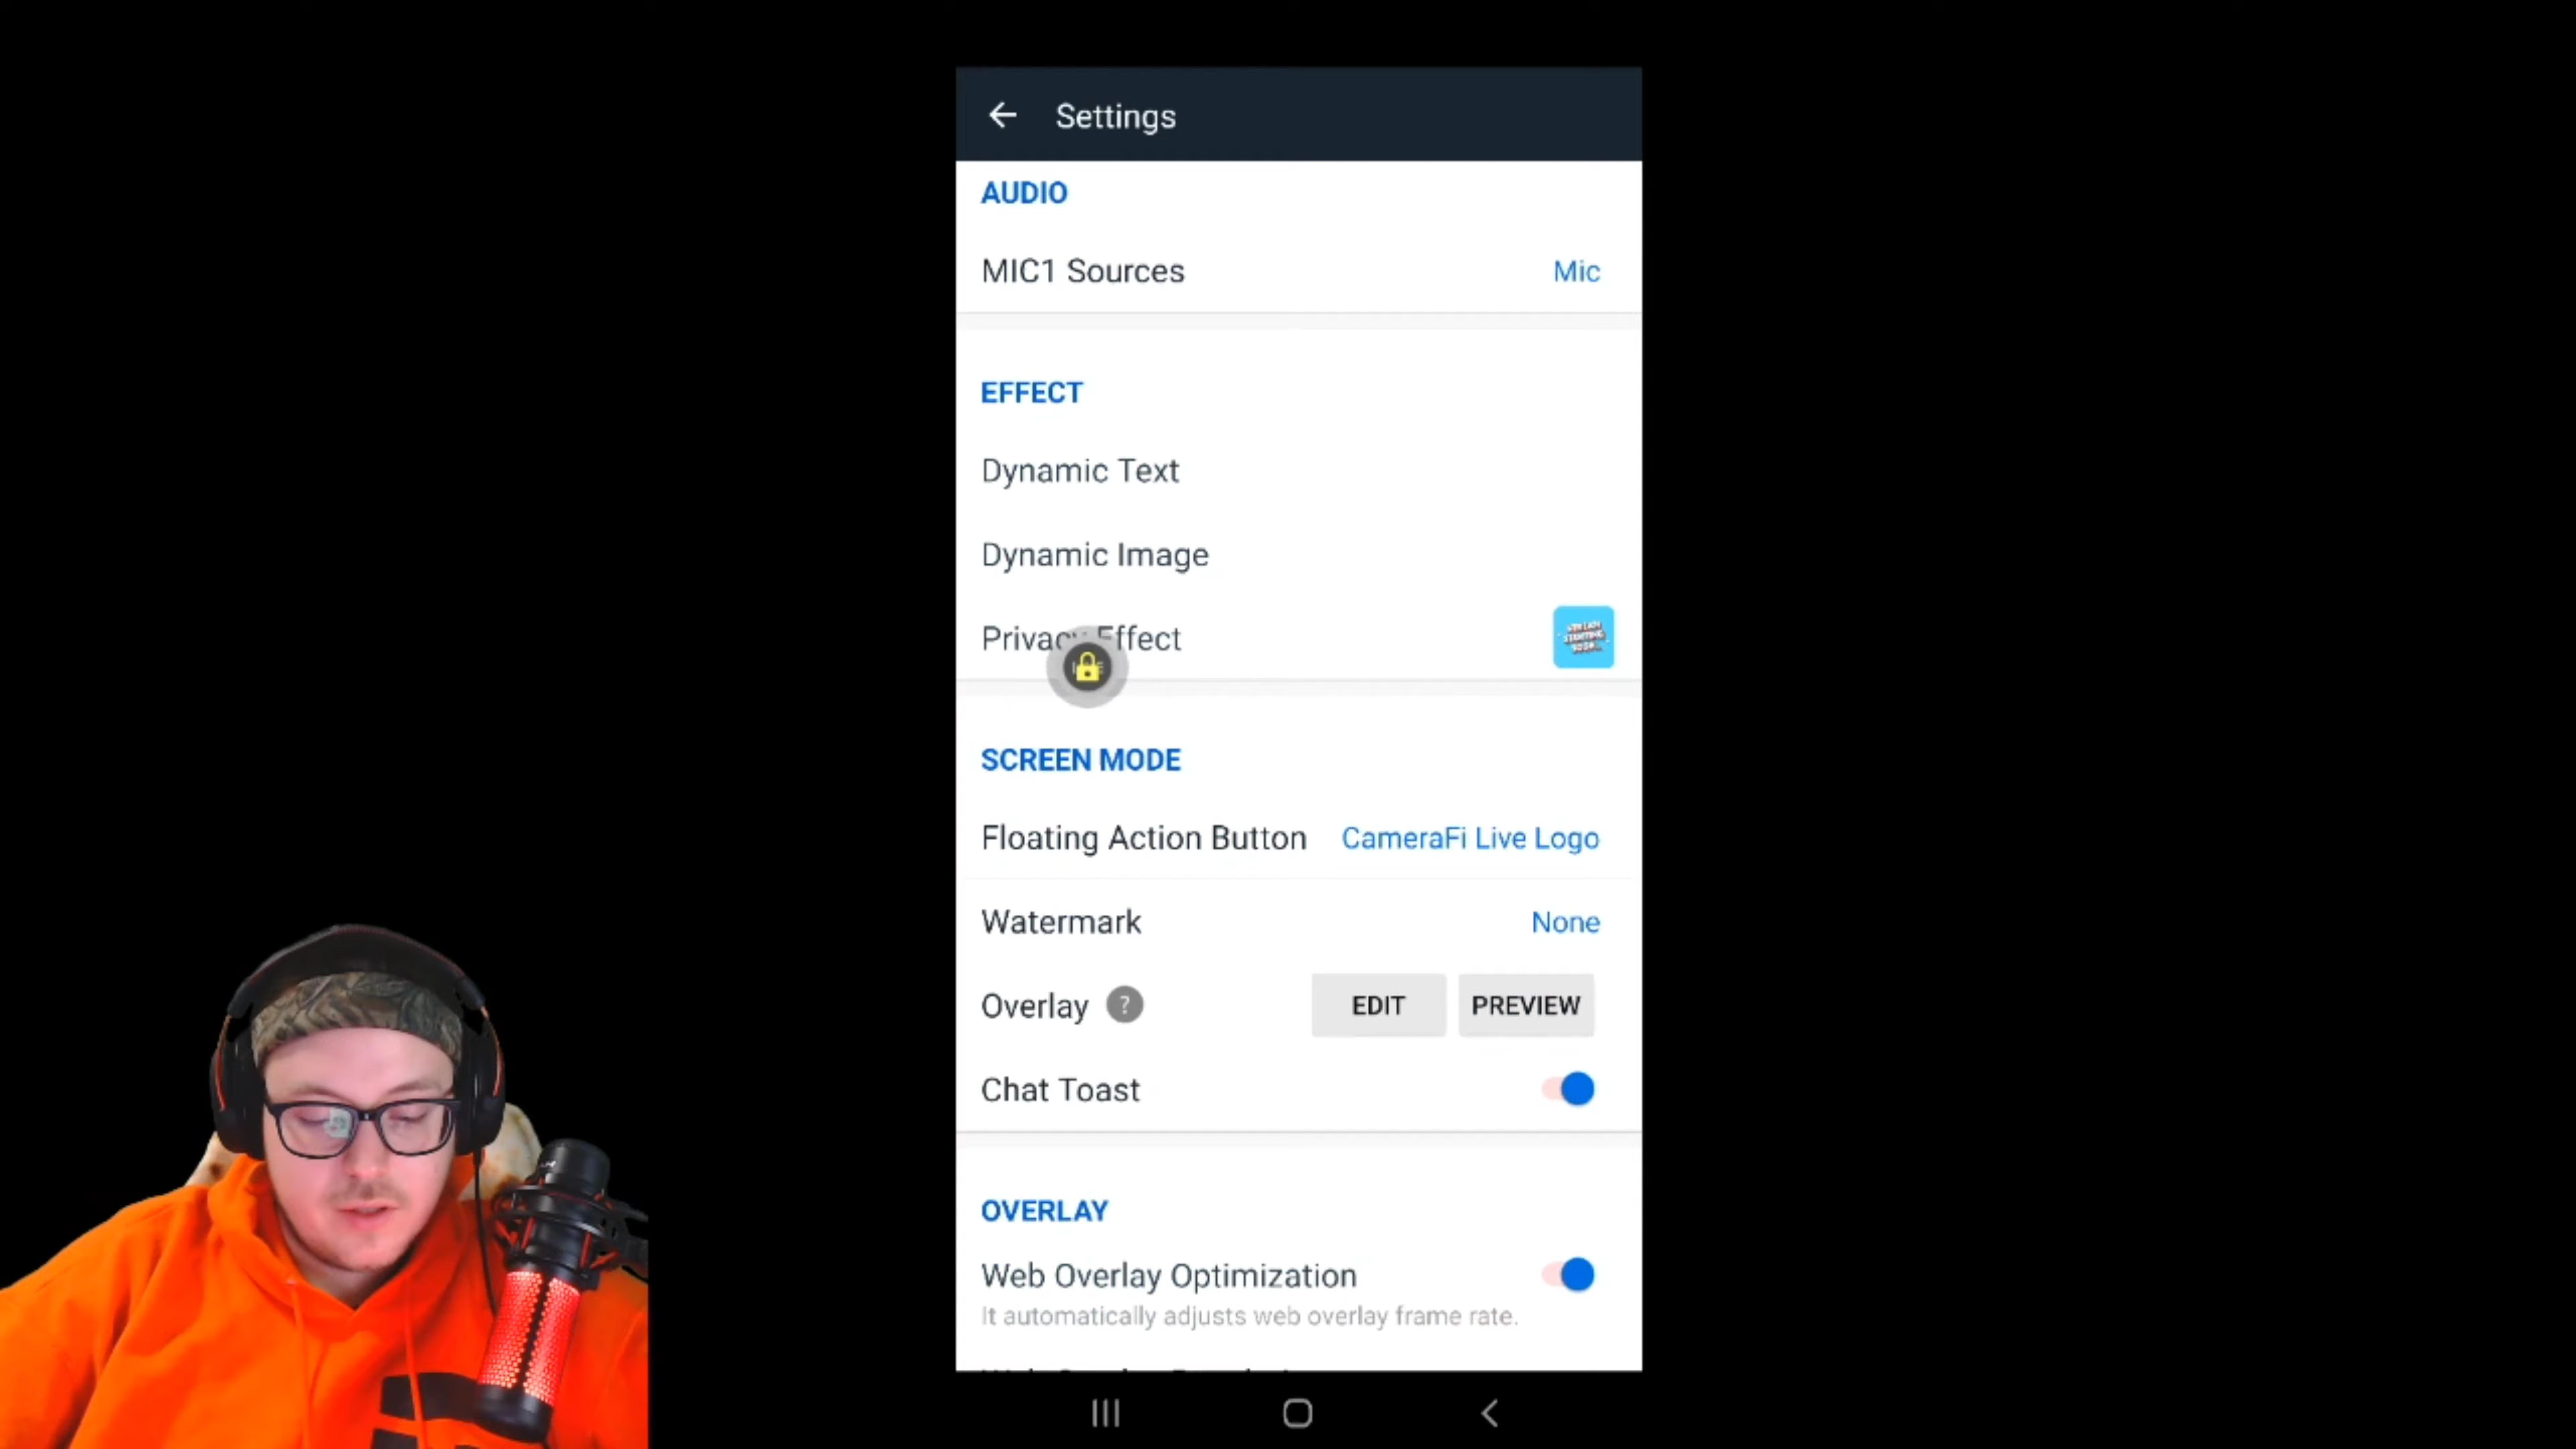 Settings
AUDIO
MIC1 Sources Mic
EFFECT
Dynamic Text
Dynamic Image
Privacy Effect
SCREEN MODE
Floating Action Button CameraFi Live Logo
Watermark None
Overlay ? EDIT PREVIEW
Chat Toast
OVERLAY
Web Overlay Optimization
It automatically adjusts web overlay frame rate.